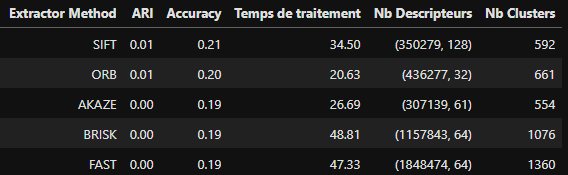 Extractor Method ARI Accuracy Temps de traitement Nb Descripteurs Nb Clusters
SIFT 0.01 0.21 34.50 (350279, 128) 592
ORB 0.01 0.20 20.63 (436277, 32) 661
AKAZE 0.00 0.19 26.69 (307139, 61) 554
BRISK 0.00 0.19 48.81 (1157843, 64) 1076
FAST 0.00 0.19 47.33 (1848474, 64) 1360